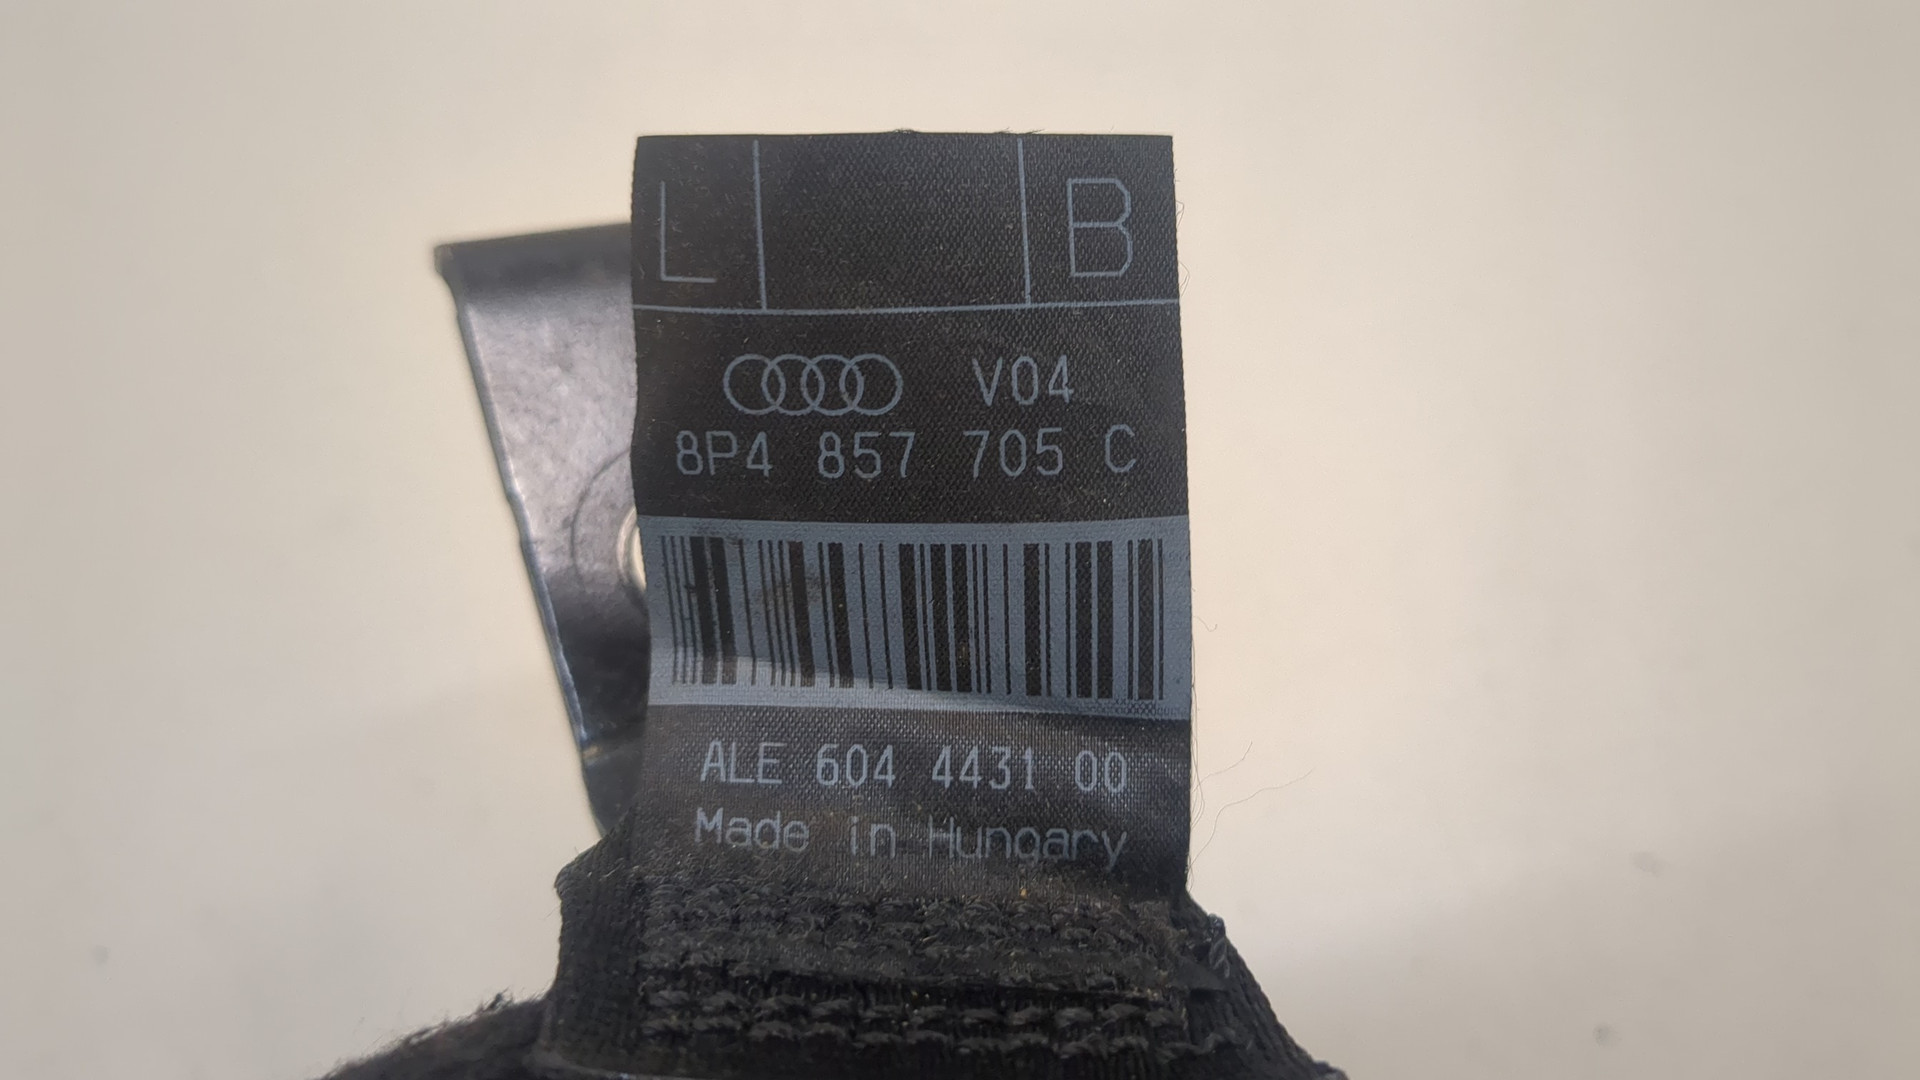 L B
V04
8P4 857 705 C
ALE 604 4431 00
Made in Hungary